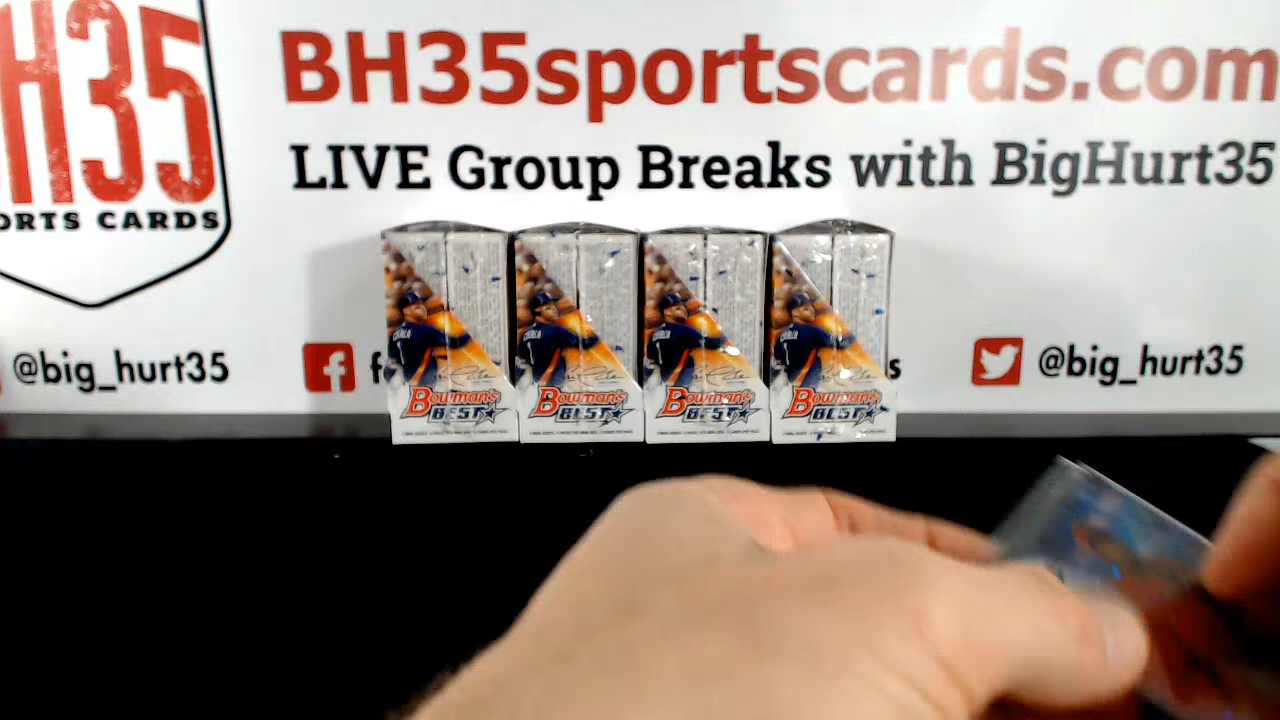 H35
ORTS CARDS
BH35sportscards.com
LIVE Group Breaks with BigHurt35
@big_hurt35
f
f
s
@big_hurt35
Bowman's
BEST
Bowman's
BEST
Bowman's
BEST
Bowman's
BEST